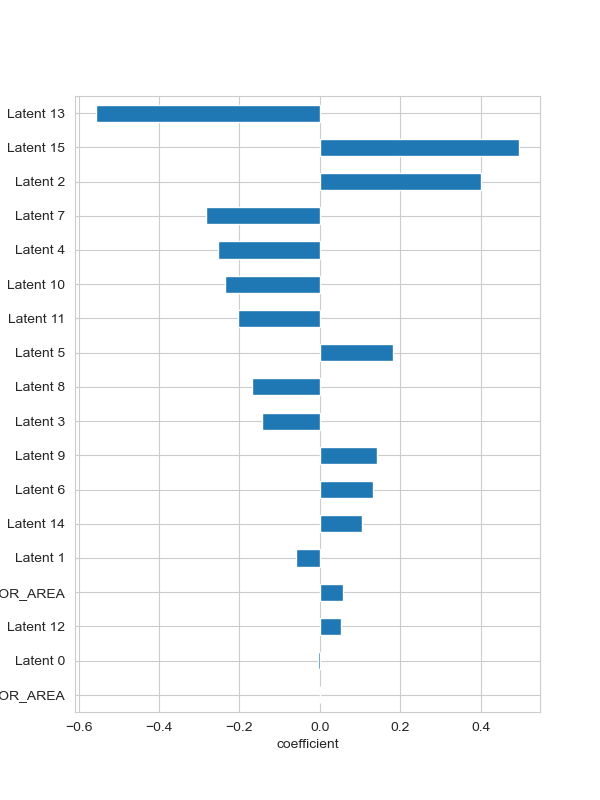 Latent 13
Latent 15
Latent 2
Latent 7
Latent 4
Latent 10
Latent 11
Latent 5
Latent 8
Latent 3
Latent 9
Latent 6
Latent 14
Latent 1
OR_AREA
Latent 12
Latent 0
OR_AREA
−0.6 −0.4 −0.2 0.0 0.2 0.4
coefficient